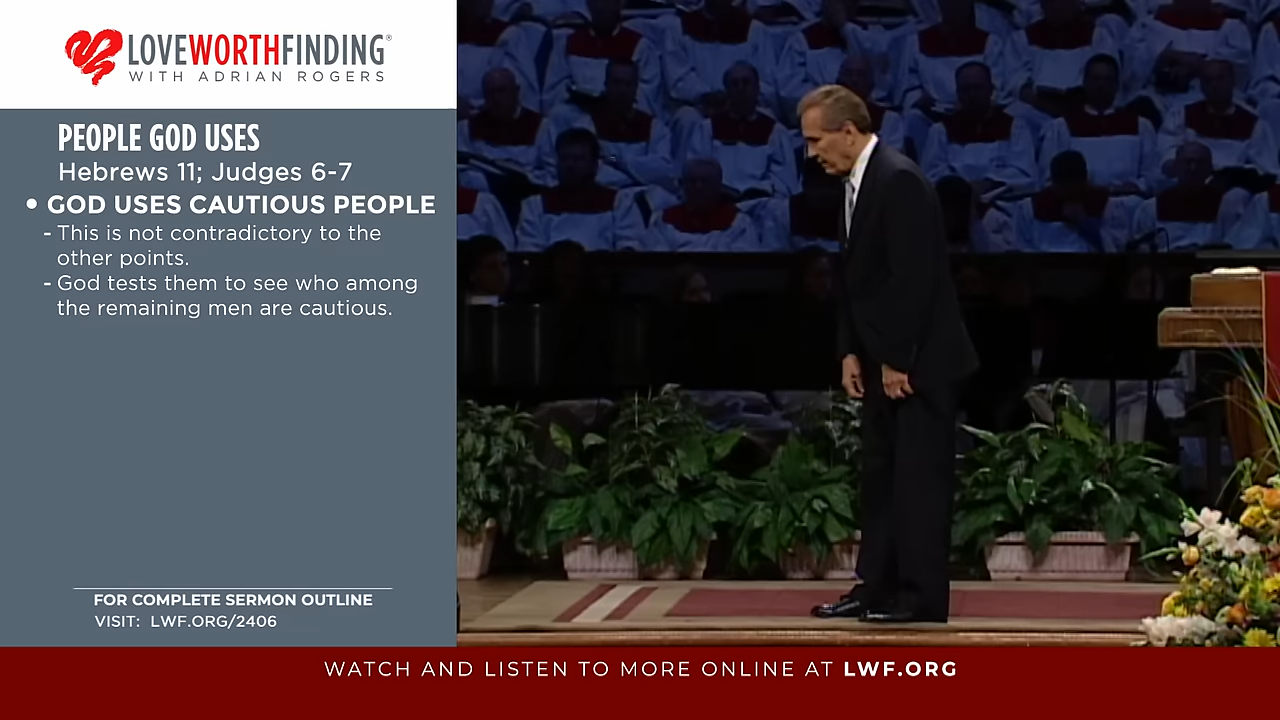 LOVEWORTHFINDING®
WITH ADRIAN ROGERS
PEOPLE GOD USES
Hebrews 11; Judges 6-7
• GOD USES CAUTIOUS PEOPLE
- This is not contradictory to the
other points.
- God tests them to see who among
the remaining men are cautious.
FOR COMPLETE SERMON OUTLINE
VISIT: LWF.ORG/2406
WATCH AND LISTEN TO MORE ONLINE AT LWF.ORG